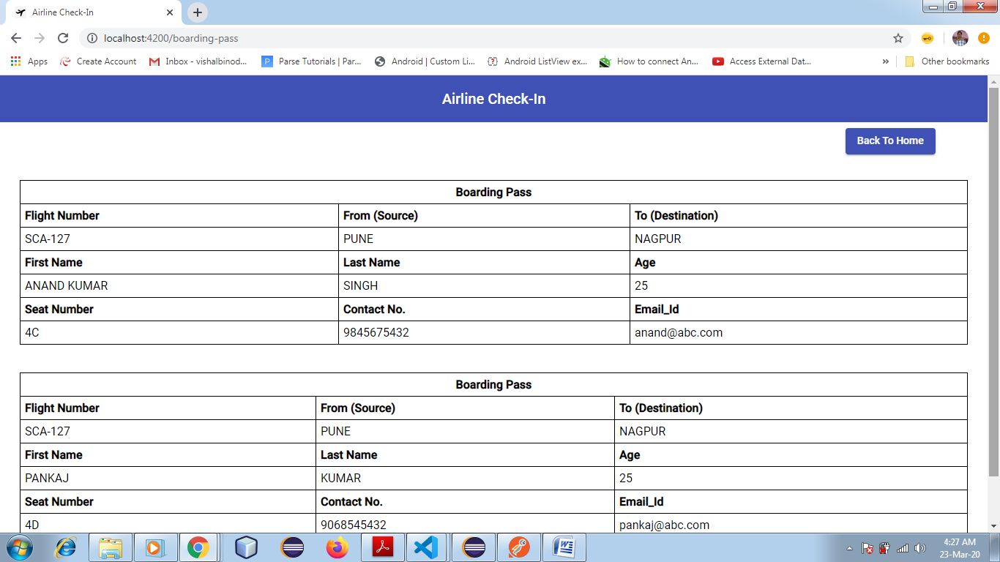 Airline Check-In
localhost:4200/boarding-pass
Apps Create Account Inbox - vishalbinod... Parse Tutorials | Par... Android | Custom Li... Android ListView ex... How to connect An... Access External Dat... » Other bookmarks
Airline Check-In
Back To Home
Boarding Pass
Flight Number From (Source) To (Destination)
SCA-127 PUNE NAGPUR
First Name Last Name Age
ANAND KUMAR SINGH 25
Seat Number Contact No. Email_Id
4C 9845675432 anand@abc.com
Boarding Pass
Flight Number From (Source) To (Destination)
SCA-127 PUNE NAGPUR
First Name Last Name Age
PANKAJ KUMAR 25
Seat Number Contact No. Email_Id
4D 9068545432 pankaj@abc.com
4:27 AM
23-Mar-20